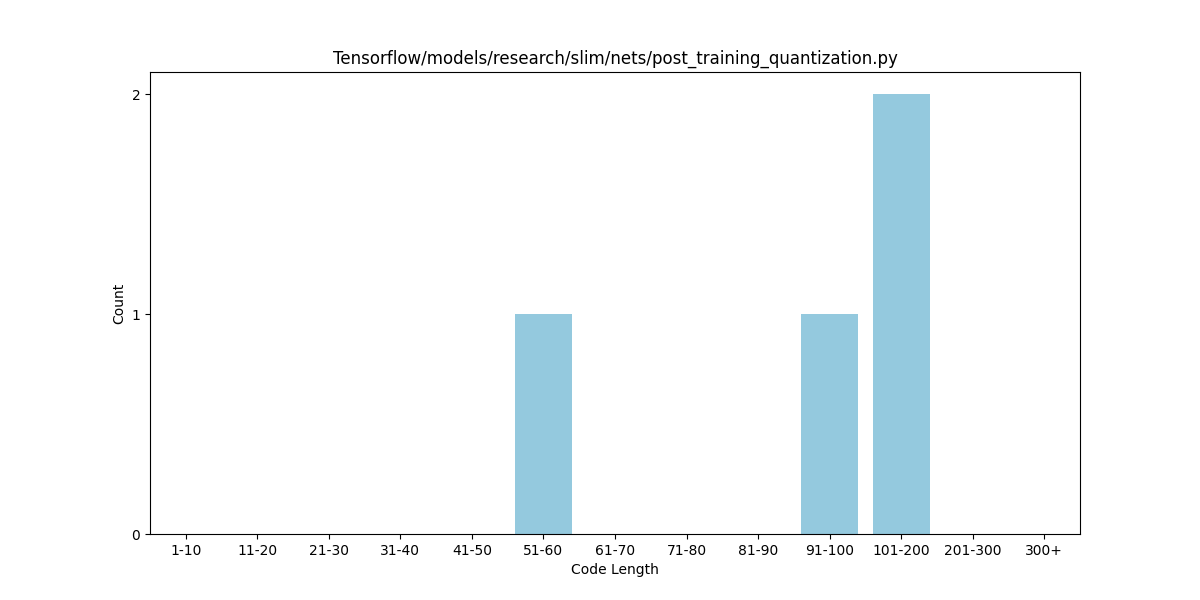 Tensorflow/models/research/slim/nets/post_training_quantization.py
Count
2
1
0
1-10 11-20 21-30 31-40 41-50 51-60 61-70 71-80 81-90 91-100 101-200 201-300 300+
Code Length